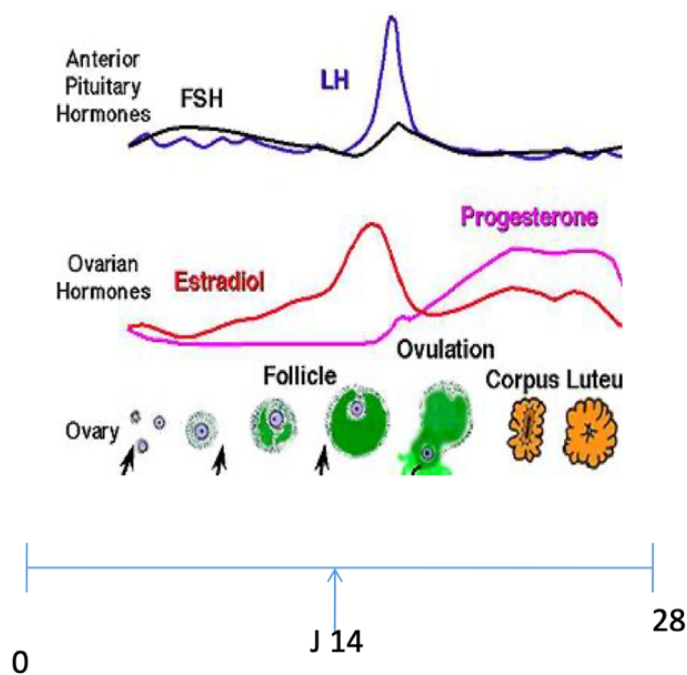 Anterior
Pituitary
Hormones
FSH
LH
Ovarian
Hormones
Estradiol
Progesterone
Ovulation
Follicle
Corpus Luteu
Ovary
0
J 14
28